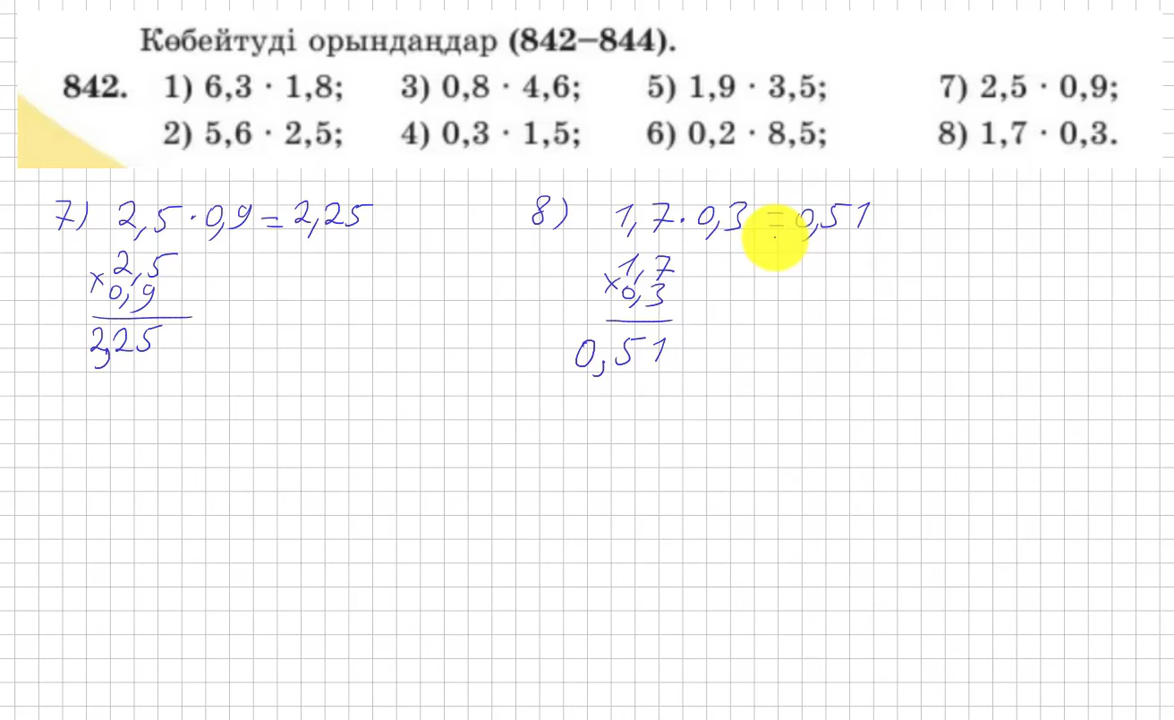 Көбейтуді орындаңдар (842–844).
842. 1) 6,3 · 1,8; 3) 0,8 · 4,6; 5) 1,9 · 3,5; 7) 2,5 · 0,9;
2) 5,6 · 2,5; 4) 0,3 · 1,5; 6) 0,2 · 8,5; 8) 1,7 · 0,3.
7) 2,5 · 0,9 = 2,25
× 2,5
0,9
2,25
8) 1,7 · 0,3 = 0,51
× 1,7
0,3
0,51